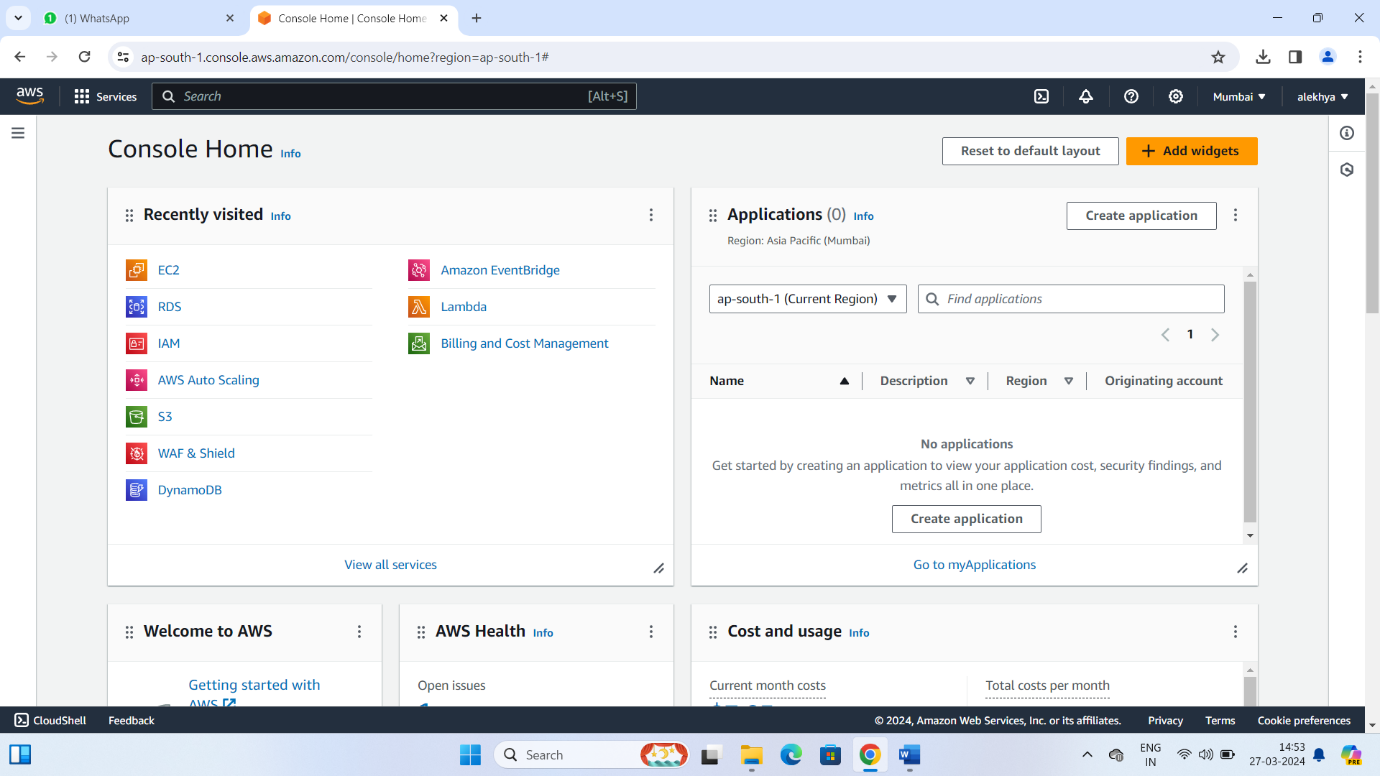 (1) WhatsApp
Console Home | Console Home
ap-south-1.console.aws.amazon.com/console/home?region=ap-south-1#
aws
Services
Search
[Alt+S]
Mumbai
alekhya
Console Home Info
Reset to default layout
Add widgets
Recently visited Info
EC2
RDS
IAM
AWS Auto Scaling
S3
WAF & Shield
DynamoDB
Amazon EventBridge
Lambda
Billing and Cost Management
View all services
Applications (0) Info
Region: Asia Pacific (Mumbai)
Create application
ap-south-1 (Current Region)
Find applications
1
Name
Description
Region
Originating account
No applications
Get started by creating an application to view your application cost, security findings, and
metrics all in one place.
Create application
Go to myApplications
Welcome to AWS
Getting started with
AWS
AWS Health Info
Open issues
Cost and usage Info
Current month costs
Total costs per month
CloudShell
Feedback
© 2024, Amazon Web Services, Inc. or its affiliates.
Privacy
Terms
Cookie preferences
Search
ENG
IN
14:53
27-03-2024
PRE